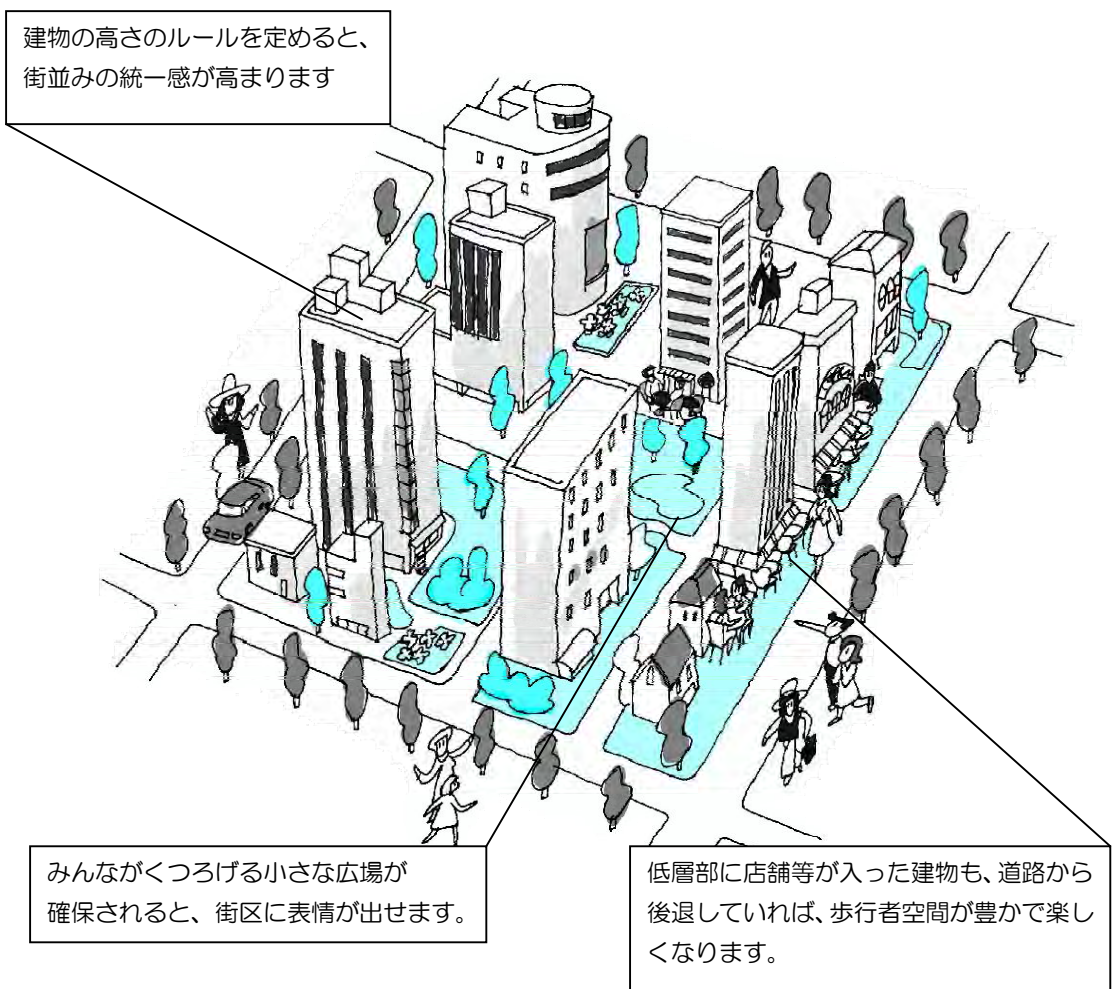 建物の高さのルールを定めると、
街並みの統一感が高まります
みんながくつろげる小さな広場が
確保されると、街区に表情が出せます。
低層部に店舗等が入った建物も、道路から
後退していれば、歩行者空間が豊かで楽し
くなります。